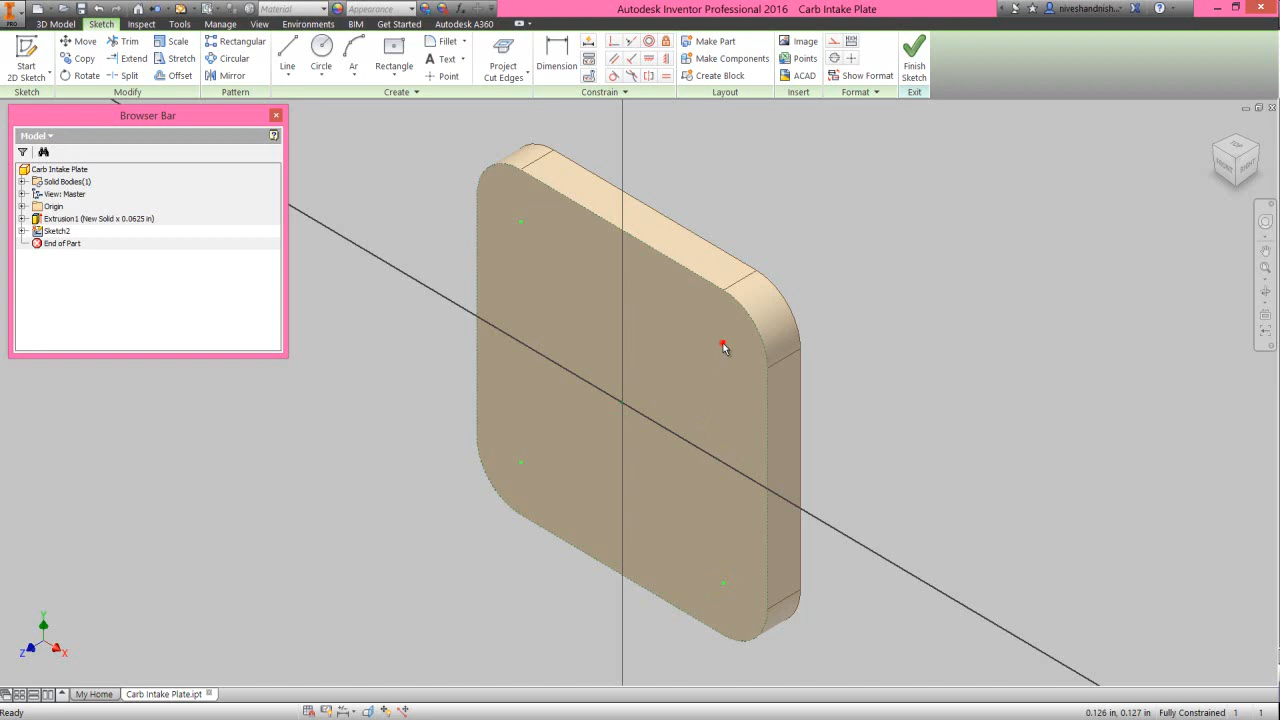 Material
Appearance
Autodesk Inventor Professional 2016 Carb Intake Plate
niveshandnish...
PRO
3D Model Sketch Inspect Tools Manage View Environments BIM Get Started Autodesk A360
Start
2D Sketch
Move Trim Scale
Copy Extend Stretch
Rotate Split Offset
Rectangular
Circular
Mirror
Line Circle Arc Rectangle
Fillet
Text
Point
Project
Cut Edges
Dimension
Make Part
Make Components
Create Block
Image
Points
ACAD
Show Format
Finish
Sketch
Sketch Modify Pattern Create Constrain Layout Insert Format Exit
Browser Bar
Model
Carb Intake Plate
Solid Bodies(1)
View: Master
Origin
Extrusion1 (New Solid x 0.0625 in)
Sketch2
End of Part
TOP
FRONT
RIGHT
Y
Z
X
My Home Carb Intake Plate.ipt
Ready
0.126 in, 0.127 in Fully Constrained 1 1